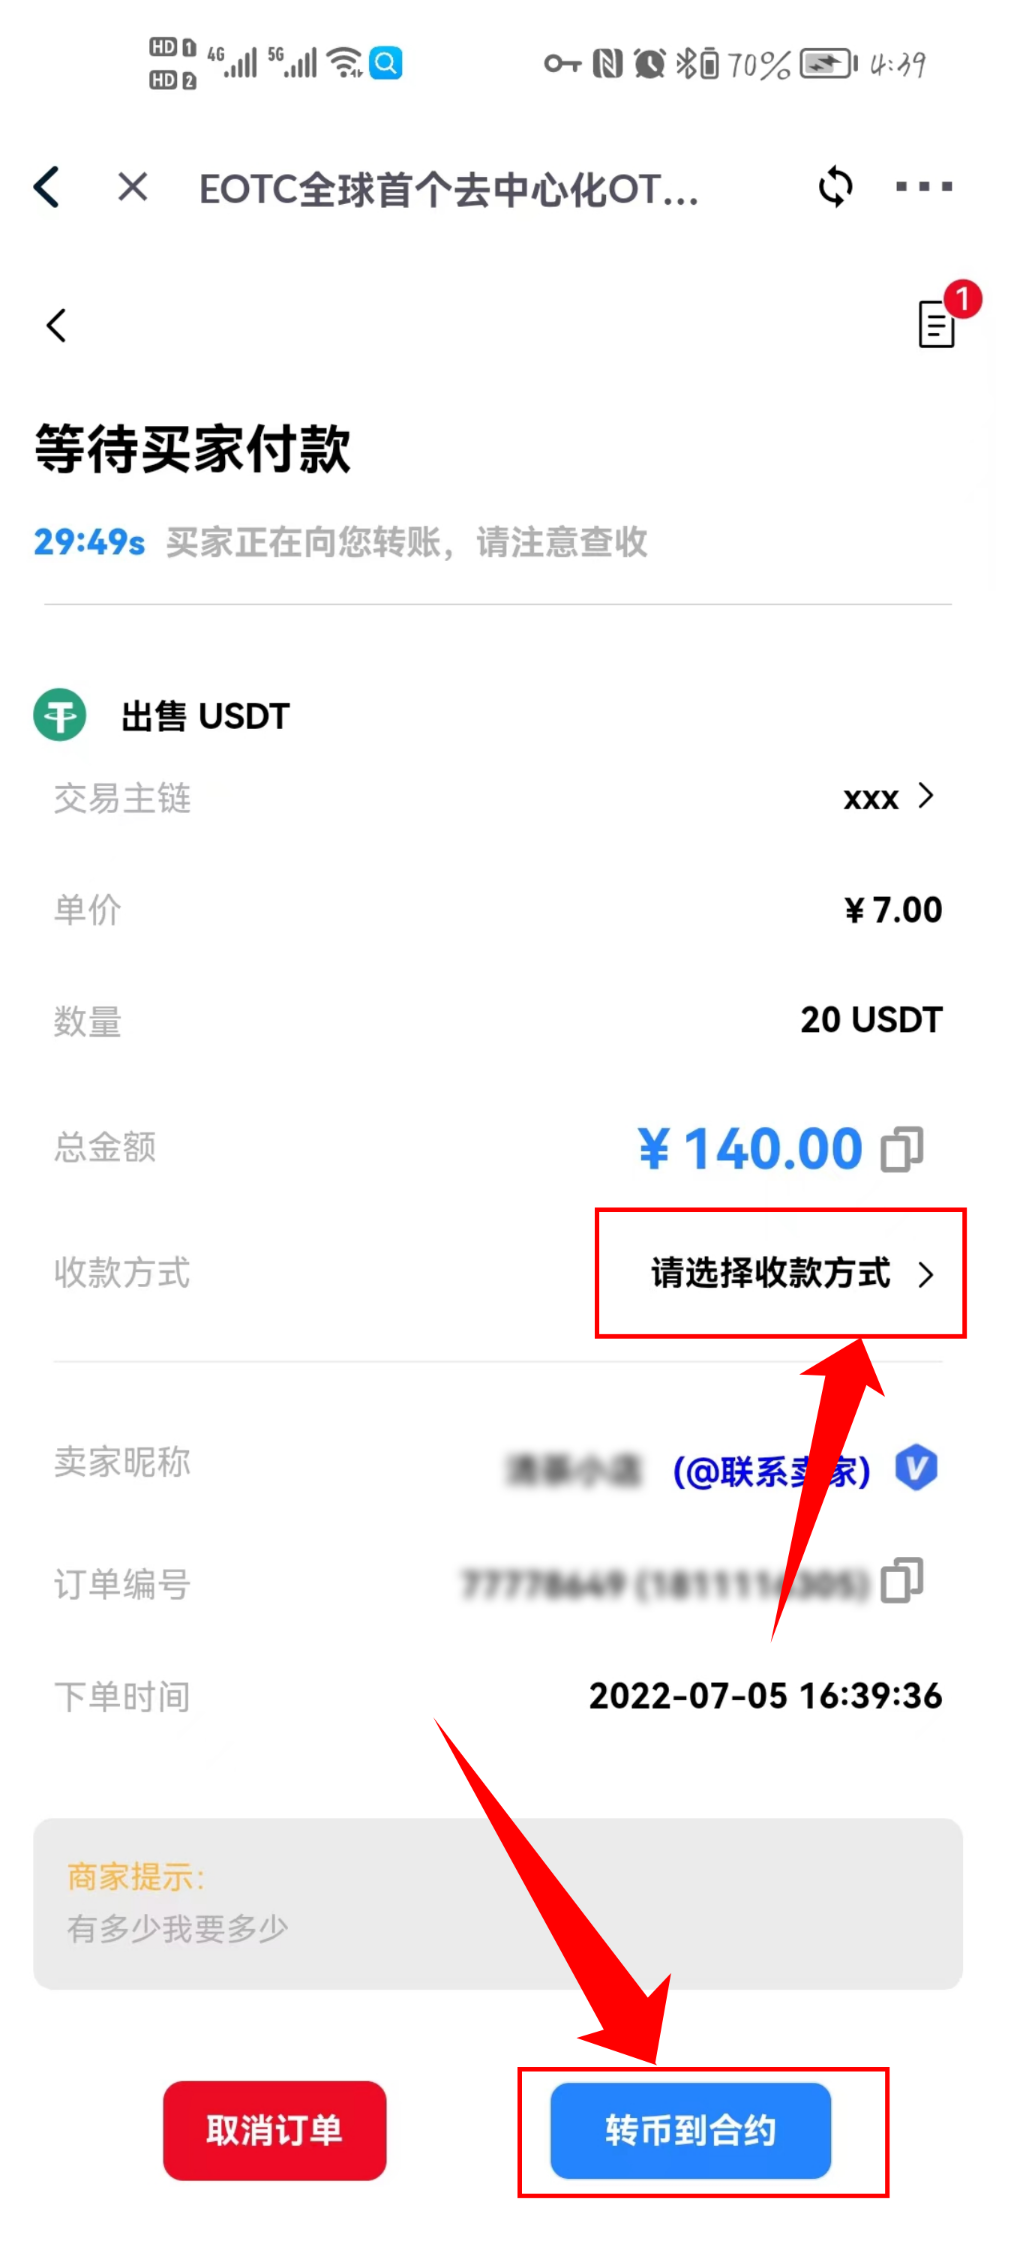 HD 1 4G 5G 70% 4:39
HD 2
EOTC全球首个去中心化OT...
1
等待买家付款
29:49s 买家正在向您转账，请注意查收
出售 USDT
交易主链 xxx
单价 ¥ 7.00
数量 20 USDT
总金额 ¥ 140.00
收款方式 请选择收款方式
卖家昵称 (@联系卖家)
订单编号
下单时间 2022-07-05 16:39:36
商家提示:
有多少我要多少
取消订单 转币到合约